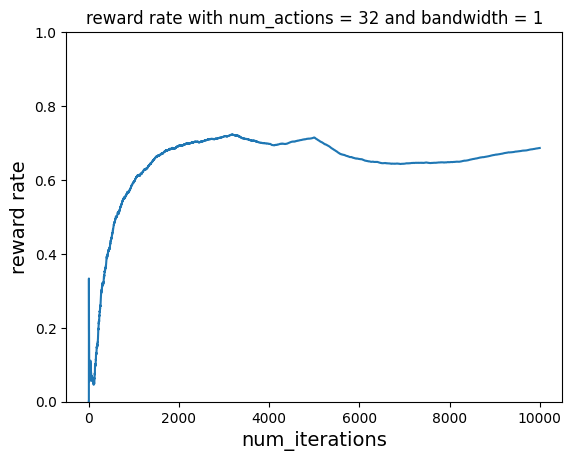 reward rate with num_actions = 32 and bandwidth = 1
1.0
0.8
0.6
0.4
0.2
0.0
reward rate
0 2000 4000 6000 8000 10000
num_iterations